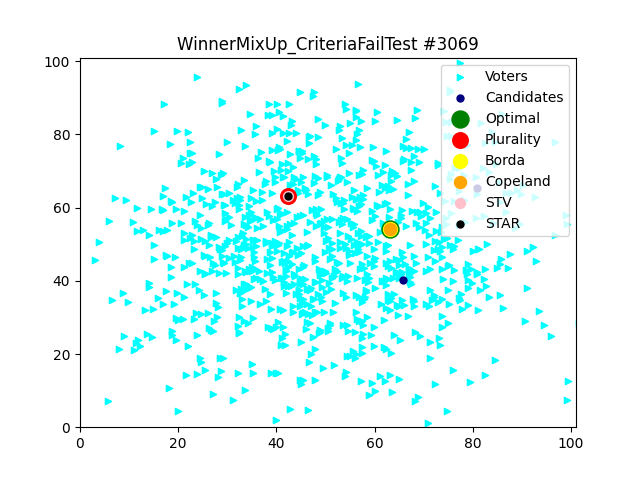 WinnerMixUp_CriteriaFailTest #3069
100
80
60
40
20
0
0
20
40
60
80
100
Voters
Candidates
Optimal
Plurality
Borda
Copeland
STV
STAR